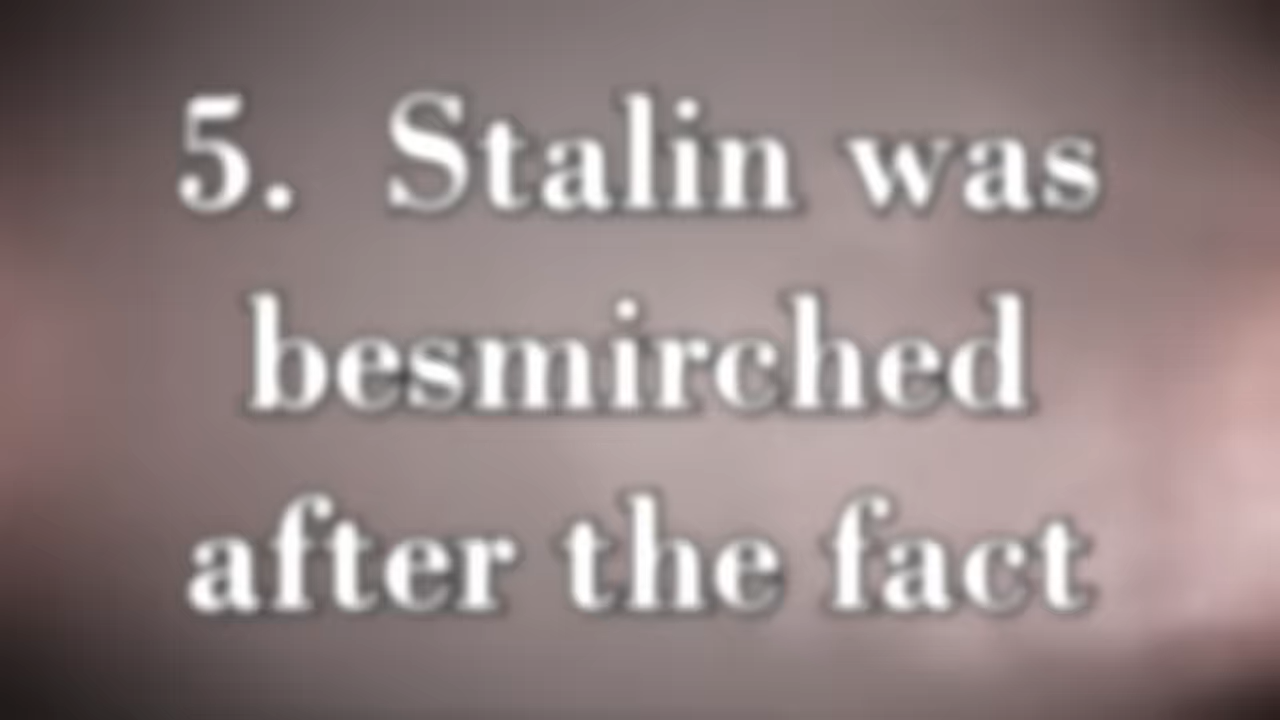 5. Stalin was
besmirched
after the fact